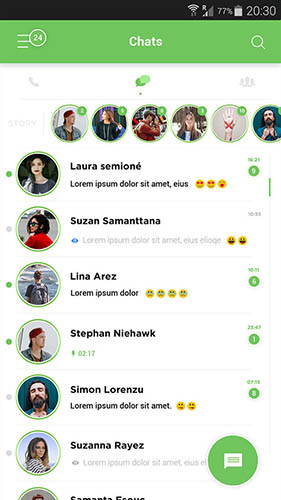 R 77% 20:30
24
Chats
STORY
Laura semioné
16:21
Lorem ipsum dolor sit amet, eius
9
Suzan Samanttana
10:33
Lorem ipsum dolor sit amet, eius elioqe
Lina Arez
10:11
Lorem ipsum dolor
6
Stephan Niehawk
23:47
02:17
1
Simon Lorenzu
07:15
Lorem ipsum dolor sit amet.
8
Suzanna Rayez
Lorem ipsum dolor sit amet, eius
Samanta Esous